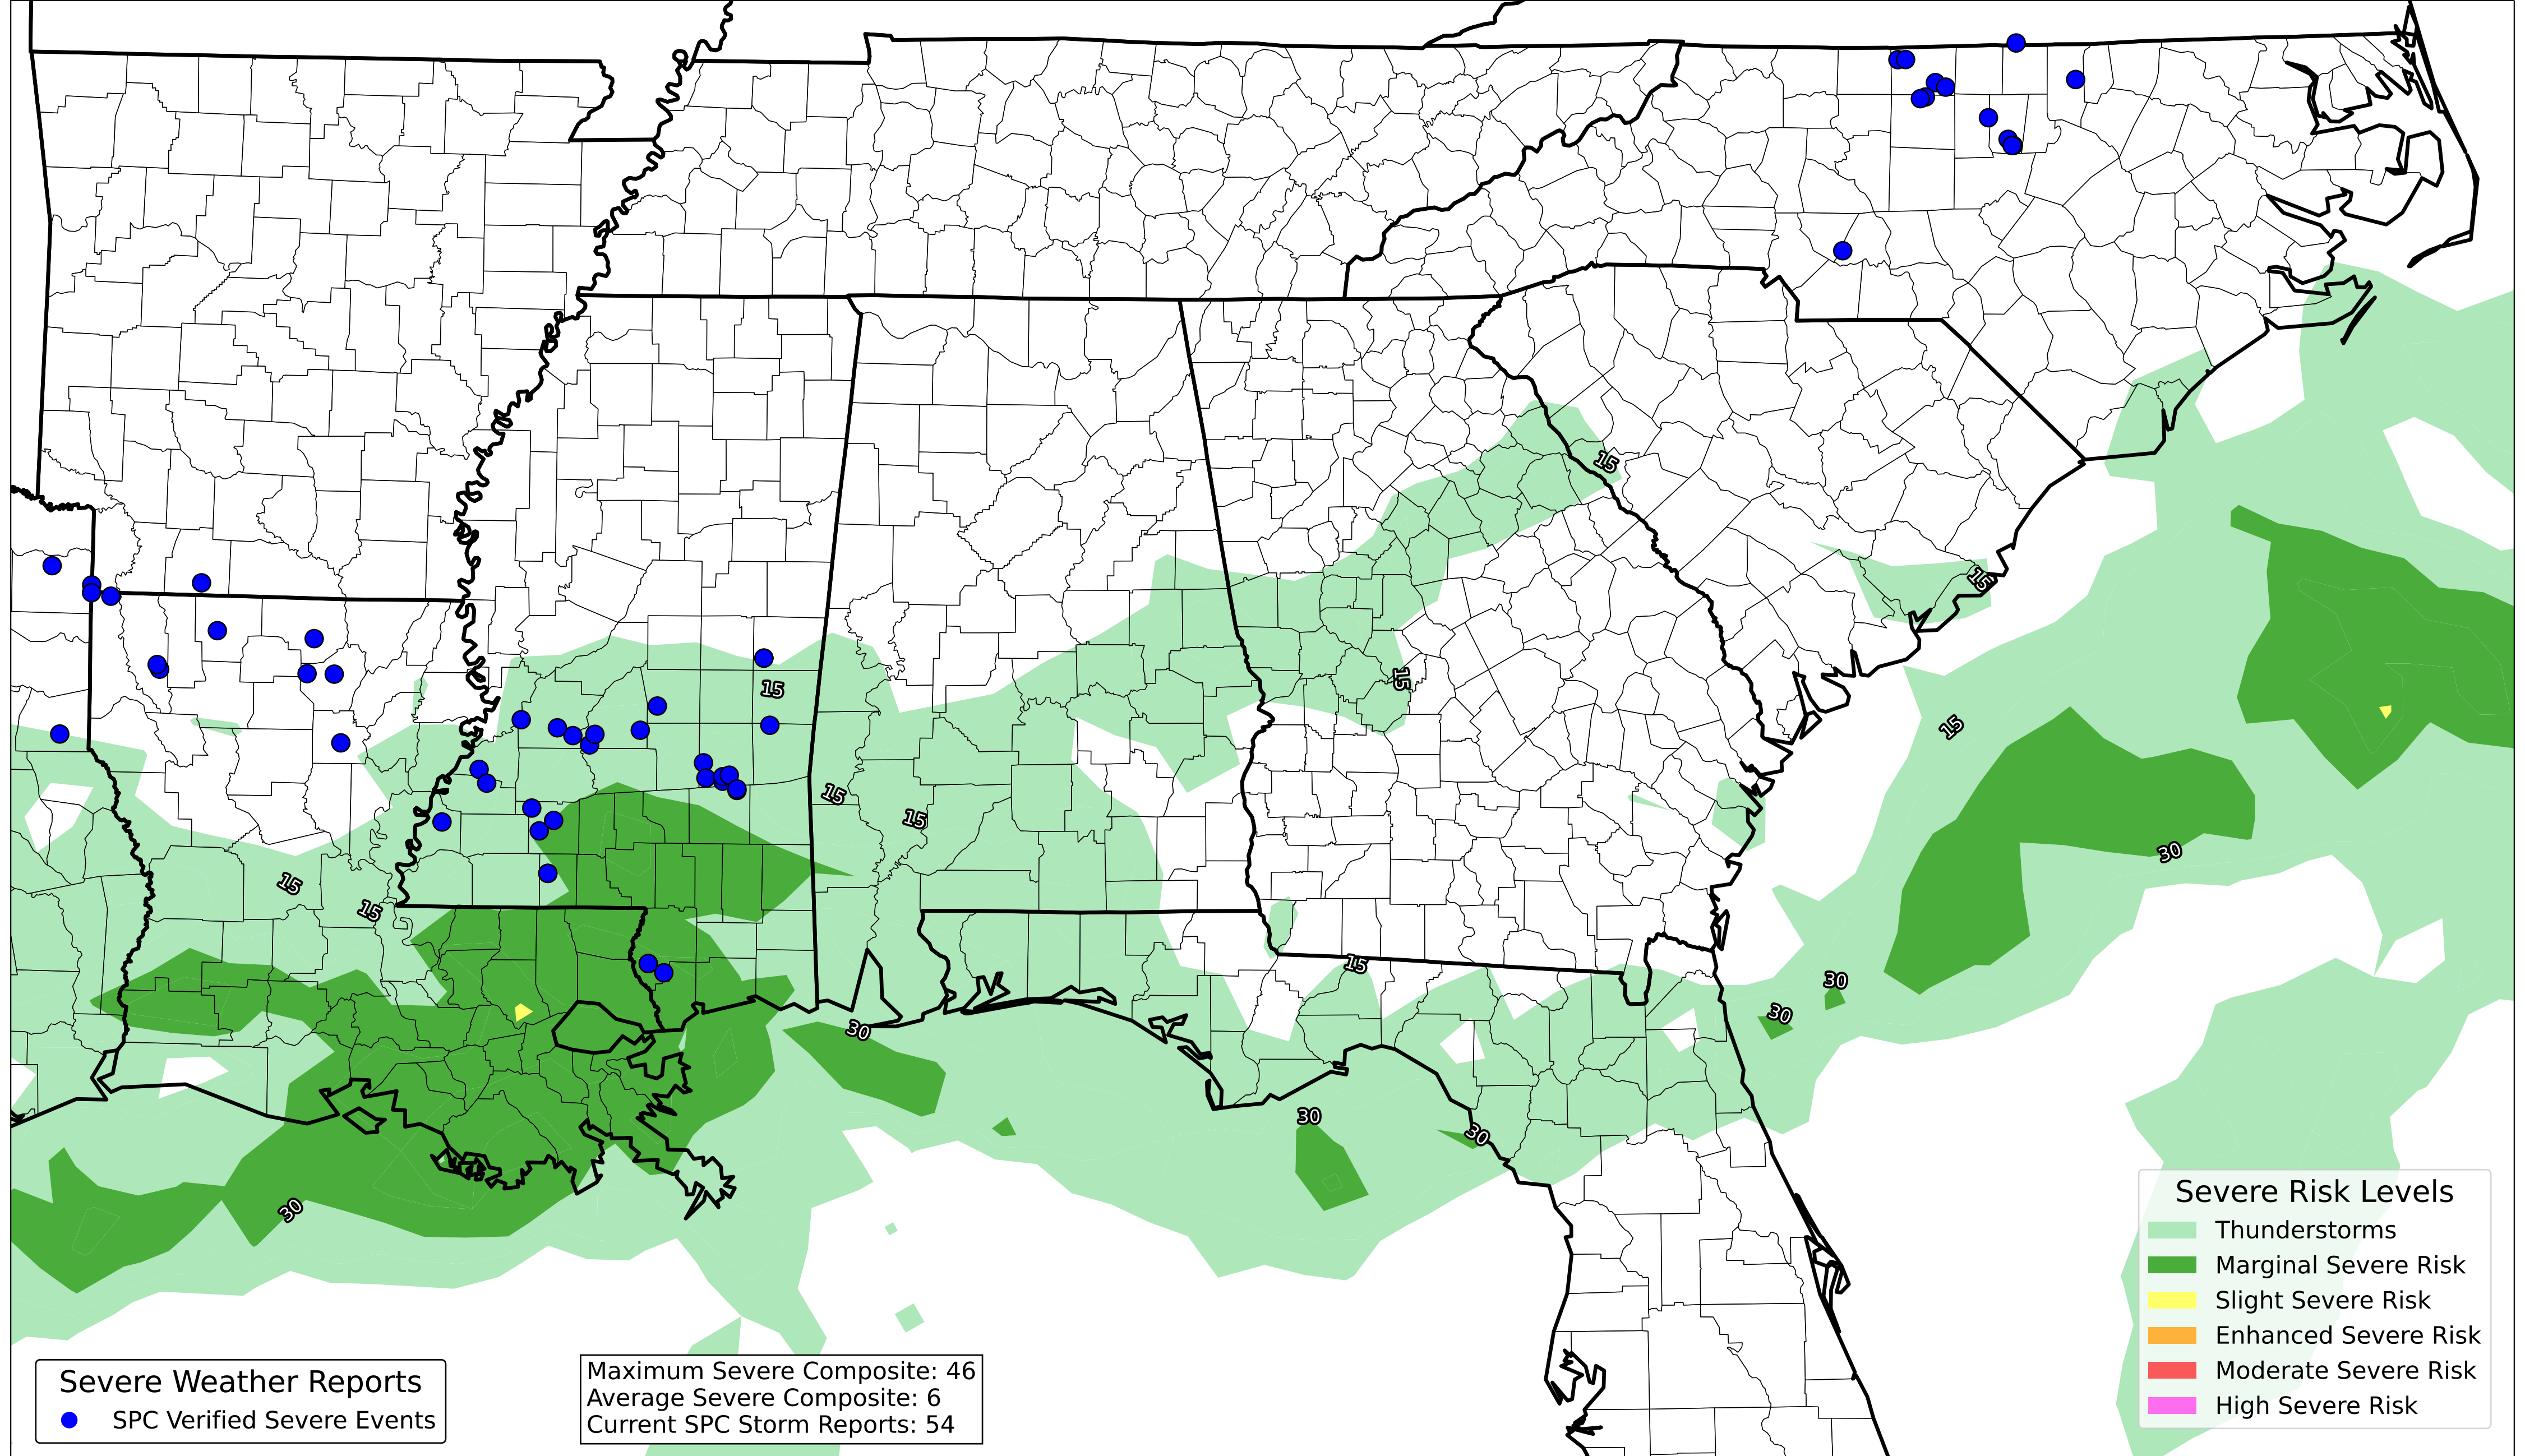 15
15
15
15
15
15
15
15
30
15
15
30
30
30
30
30
30
Severe Risk Levels
Thunderstorms
Marginal Severe Risk
Slight Severe Risk
Enhanced Severe Risk
Moderate Severe Risk
High Severe Risk
Severe Weather Reports
SPC Verified Severe Events
Maximum Severe Composite: 46
Average Severe Composite: 6
Current SPC Storm Reports: 54